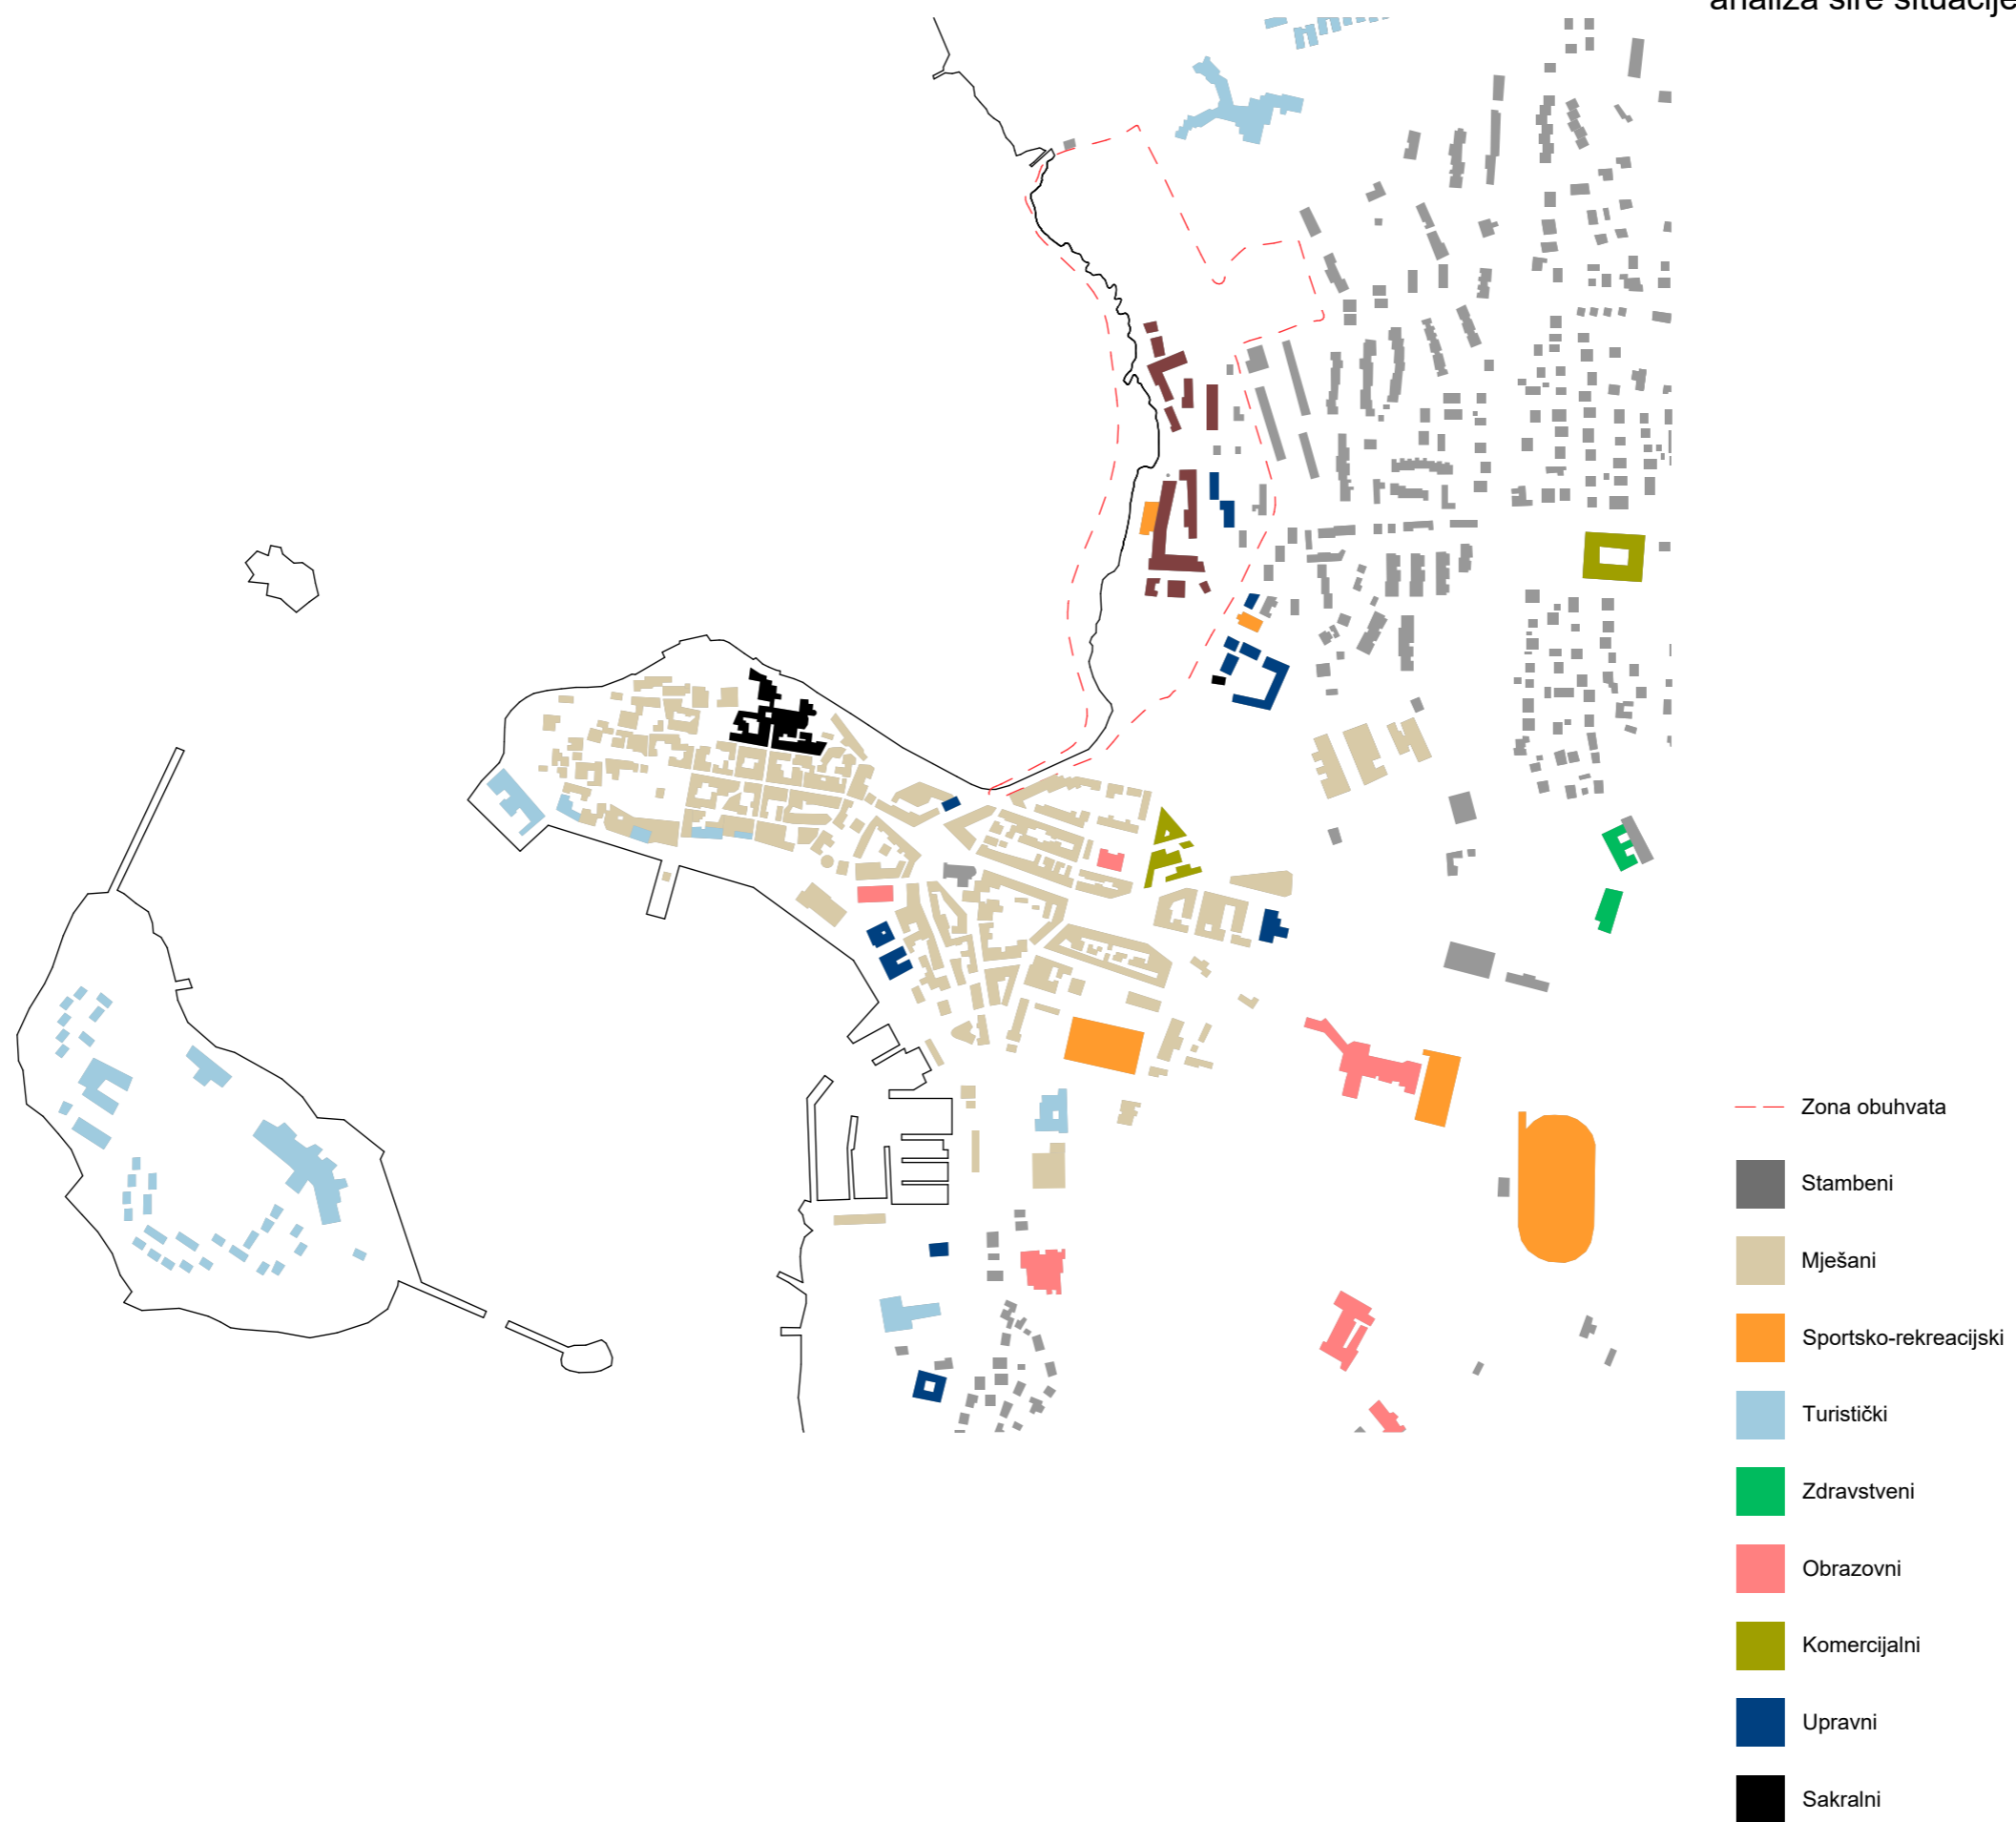 analiza šire situacije
Zona obuhvata
Stambeni
Mješani
Sportsko-rekreacijski
Turistički
Zdravstveni
Obrazovni
Komercijalni
Upravni
Sakralni